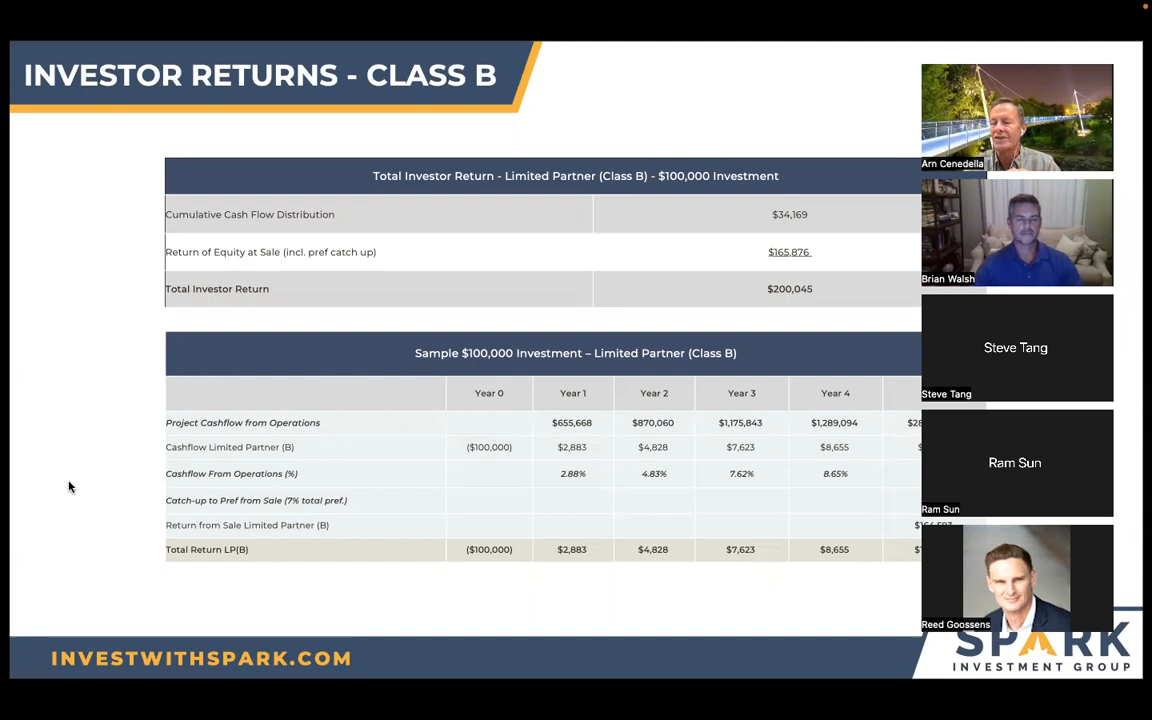 INVESTOR RETURNS - CLASS B
Total Investor Return - Limited Partner (Class B) - $100,000 Investment
Cumulative Cash Flow Distribution $34,169
Return of Equity at Sale (incl. pref catch up) $165,876
Total Investor Return $200,045
Sample $100,000 Investment – Limited Partner (Class B)
Year 0 Year 1 Year 2 Year 3 Year 4
Project Cashflow from Operations $655,668 $870,060 $1,175,843 $1,289,094
Cashflow Limited Partner (B) ($100,000) $2,883 $4,828 $7,623 $8,655
Cashflow From Operations (%) 2.88% 4.83% 7.62% 8.65%
Catch-up to Pref from Sale (7% total pref.)
Return from Sale Limited Partner (B)
Total Return LP(B) ($100,000) $2,883 $4,828 $7,623 $8,655
Arn Cenedella
Brian Walsh
Steve Tang
Steve Tang
Ram Sun
Ram Sun
Reed Goossens
INVESTWITHSPARK.COM
SPARK
INVESTMENT GROUP